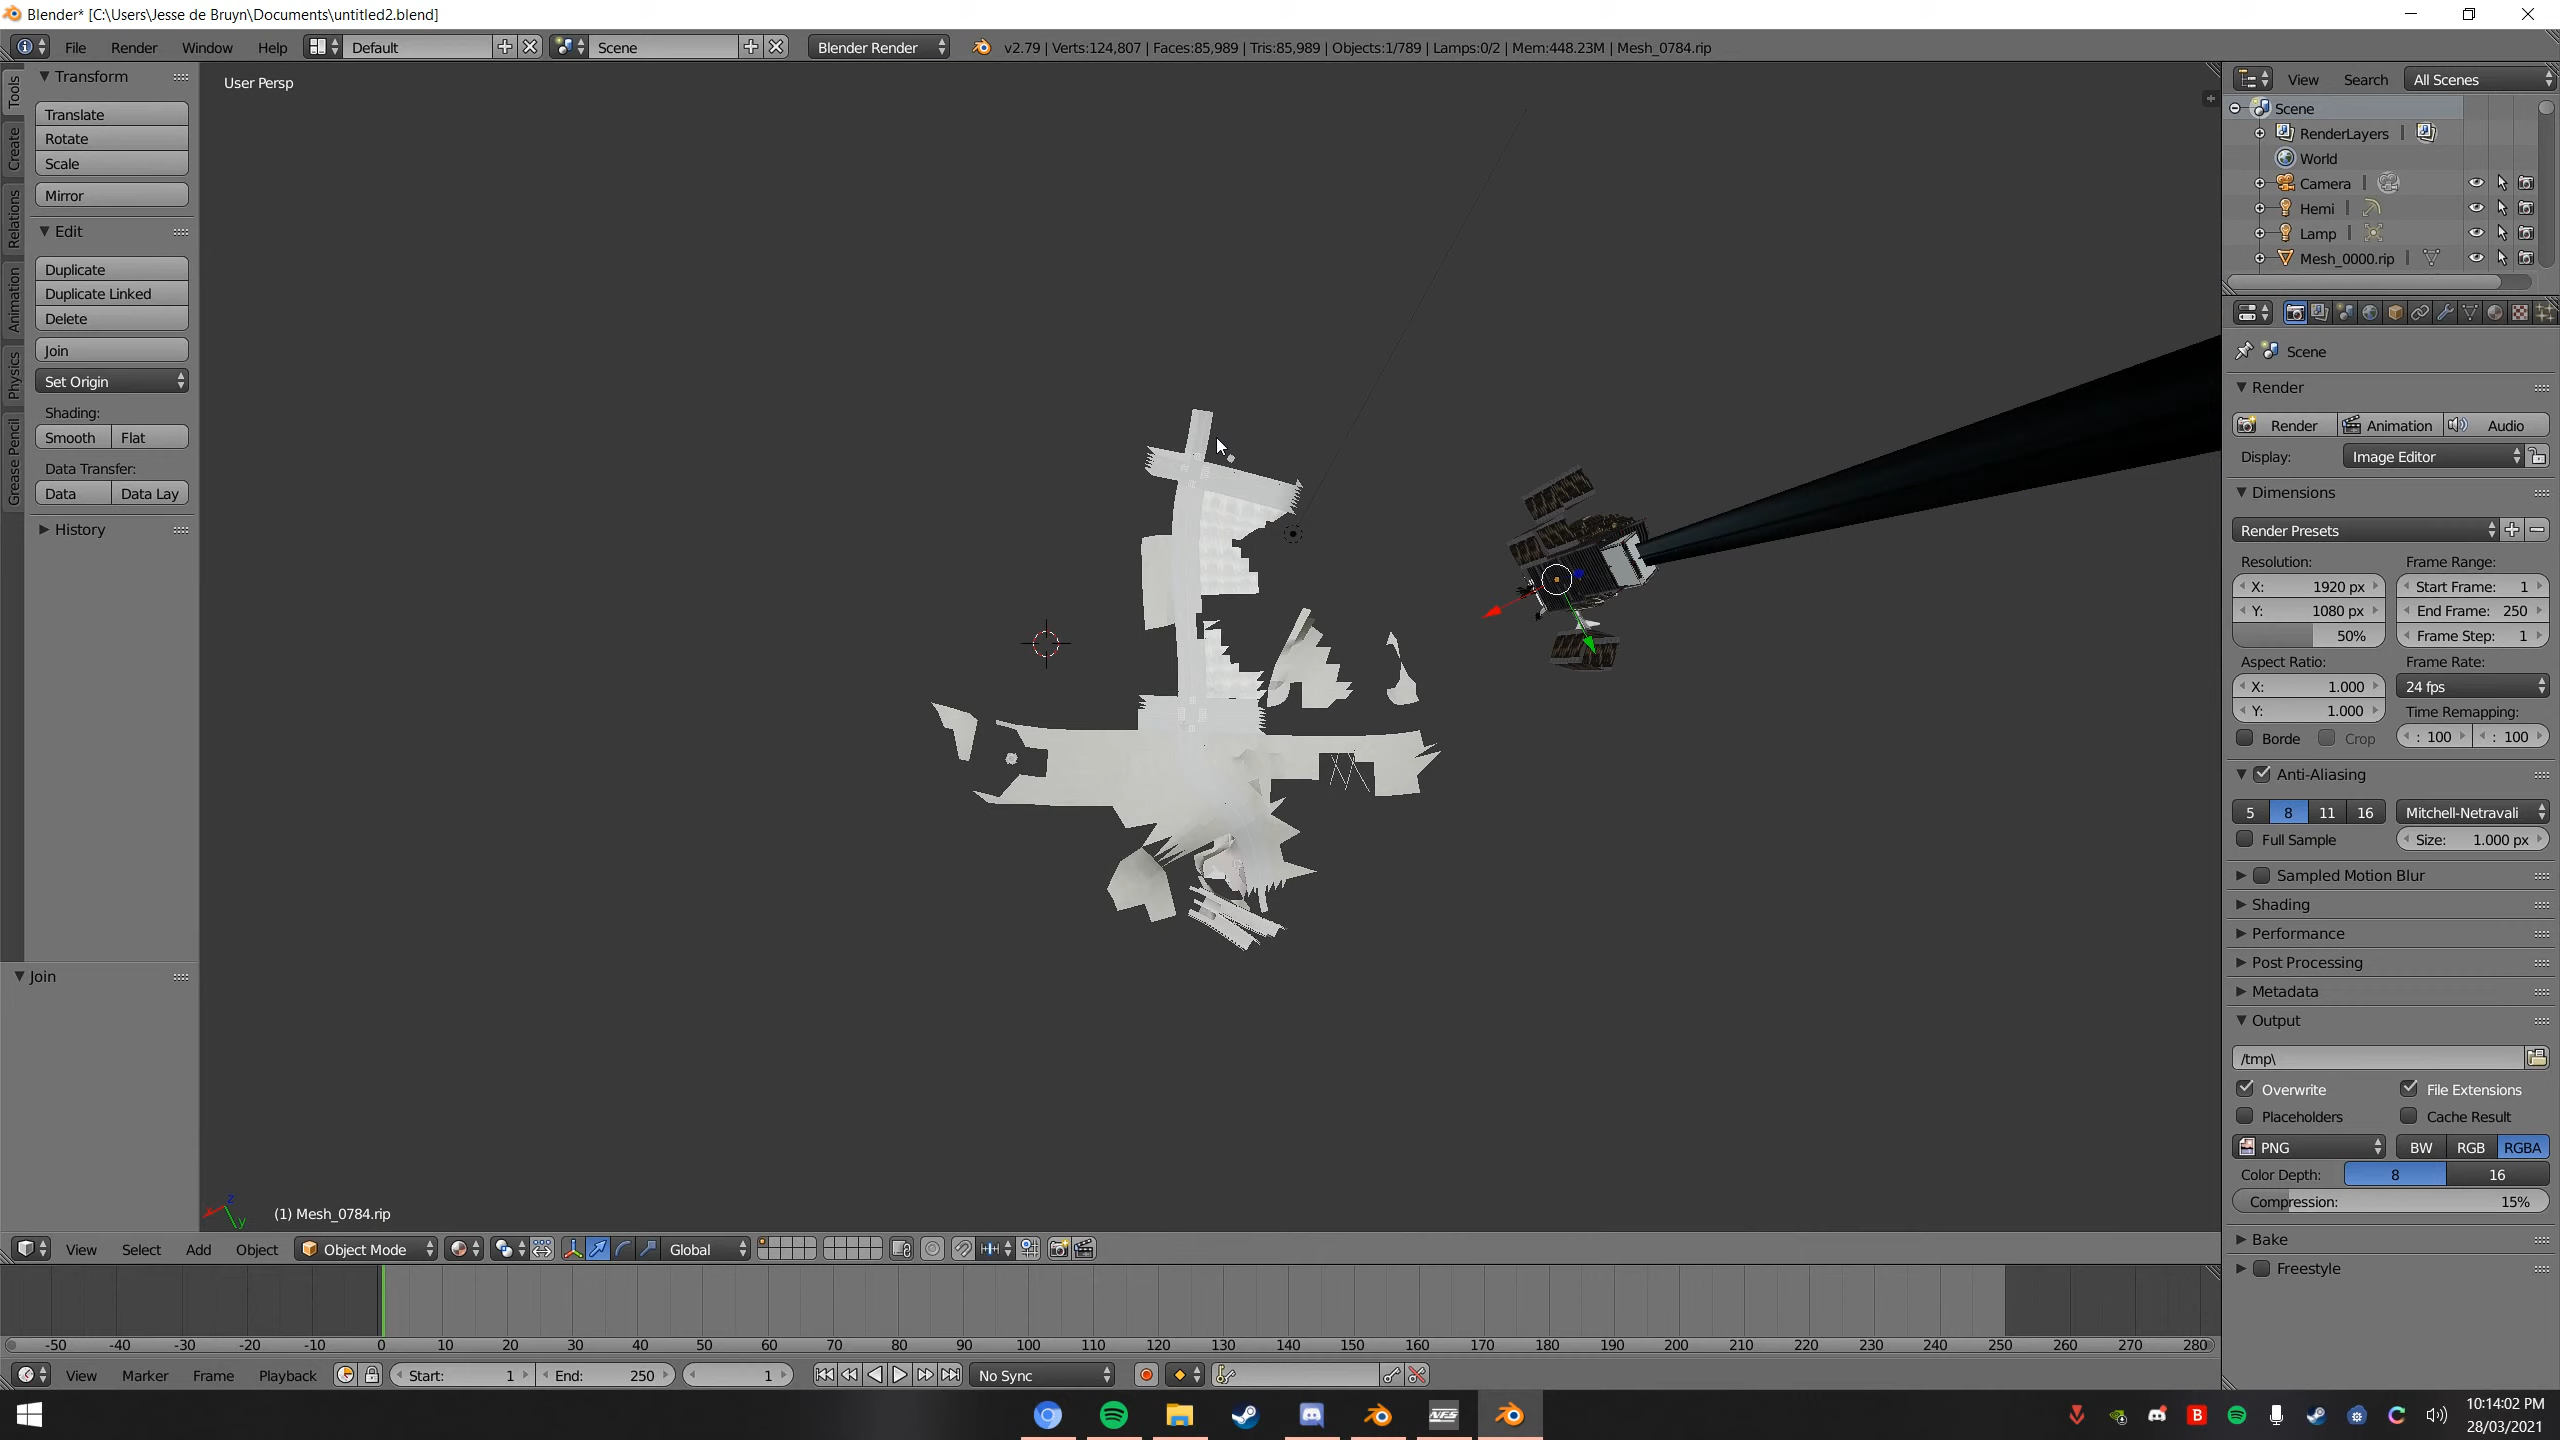 Blender* [C:\Users\Jesse de Bruyn\Documents\untitled2.blend]
File Render Window Help Default Scene Blender Render v2.79 | Verts:124,807 | Faces:85,989 | Tris:85,989 | Objects:1/789 | Lamps:0/2 | Mem:448.23M | Mesh_0784.rip
Tools
Create
Relations
Animation
Physics
Grease Pencil
Transform
Translate
Rotate
Scale
Mirror
Edit
Duplicate
Duplicate Linked
Delete
Join
Set Origin
Shading:
Smooth Flat
Data Transfer:
Data Data Lay
History
Join
User Persp
z
x
y
(1) Mesh_0784.rip
View Select Add Object Object Mode Global
-50 -40 -30 -20 -10 0 10 20 30 40 50 60 70 80 90 100 110 120 130 140 150 160 170 180 190 200 210 220 230 240 250 260 270 280
View Marker Frame Playback Start: 1 End: 250 1 No Sync
View Search All Scenes
Scene
RenderLayers
World
Camera
Hemi
Lamp
Mesh_0000.rip
Scene
Render
Render Animation Audio
Display: Image Editor
Dimensions
Render Presets
Resolution: Frame Range:
X: 1920 px Start Frame: 1
Y: 1080 px End Frame: 250
50% Frame Step: 1
Aspect Ratio: Frame Rate:
X: 1.000 24 fps
Y: 1.000 Time Remapping:
Borde Crop : 100 : 100
Anti-Aliasing
5 8 11 16 Mitchell-Netravali
Full Sample Size: 1.000 px
Sampled Motion Blur
Shading
Performance
Post Processing
Metadata
Output
/tmp\
Overwrite File Extensions
Placeholders Cache Result
PNG BW RGB RGBA
Color Depth: 8 16
Compression: 15%
Bake
Freestyle
NFS
B
10:14:02 PM
28/03/2021